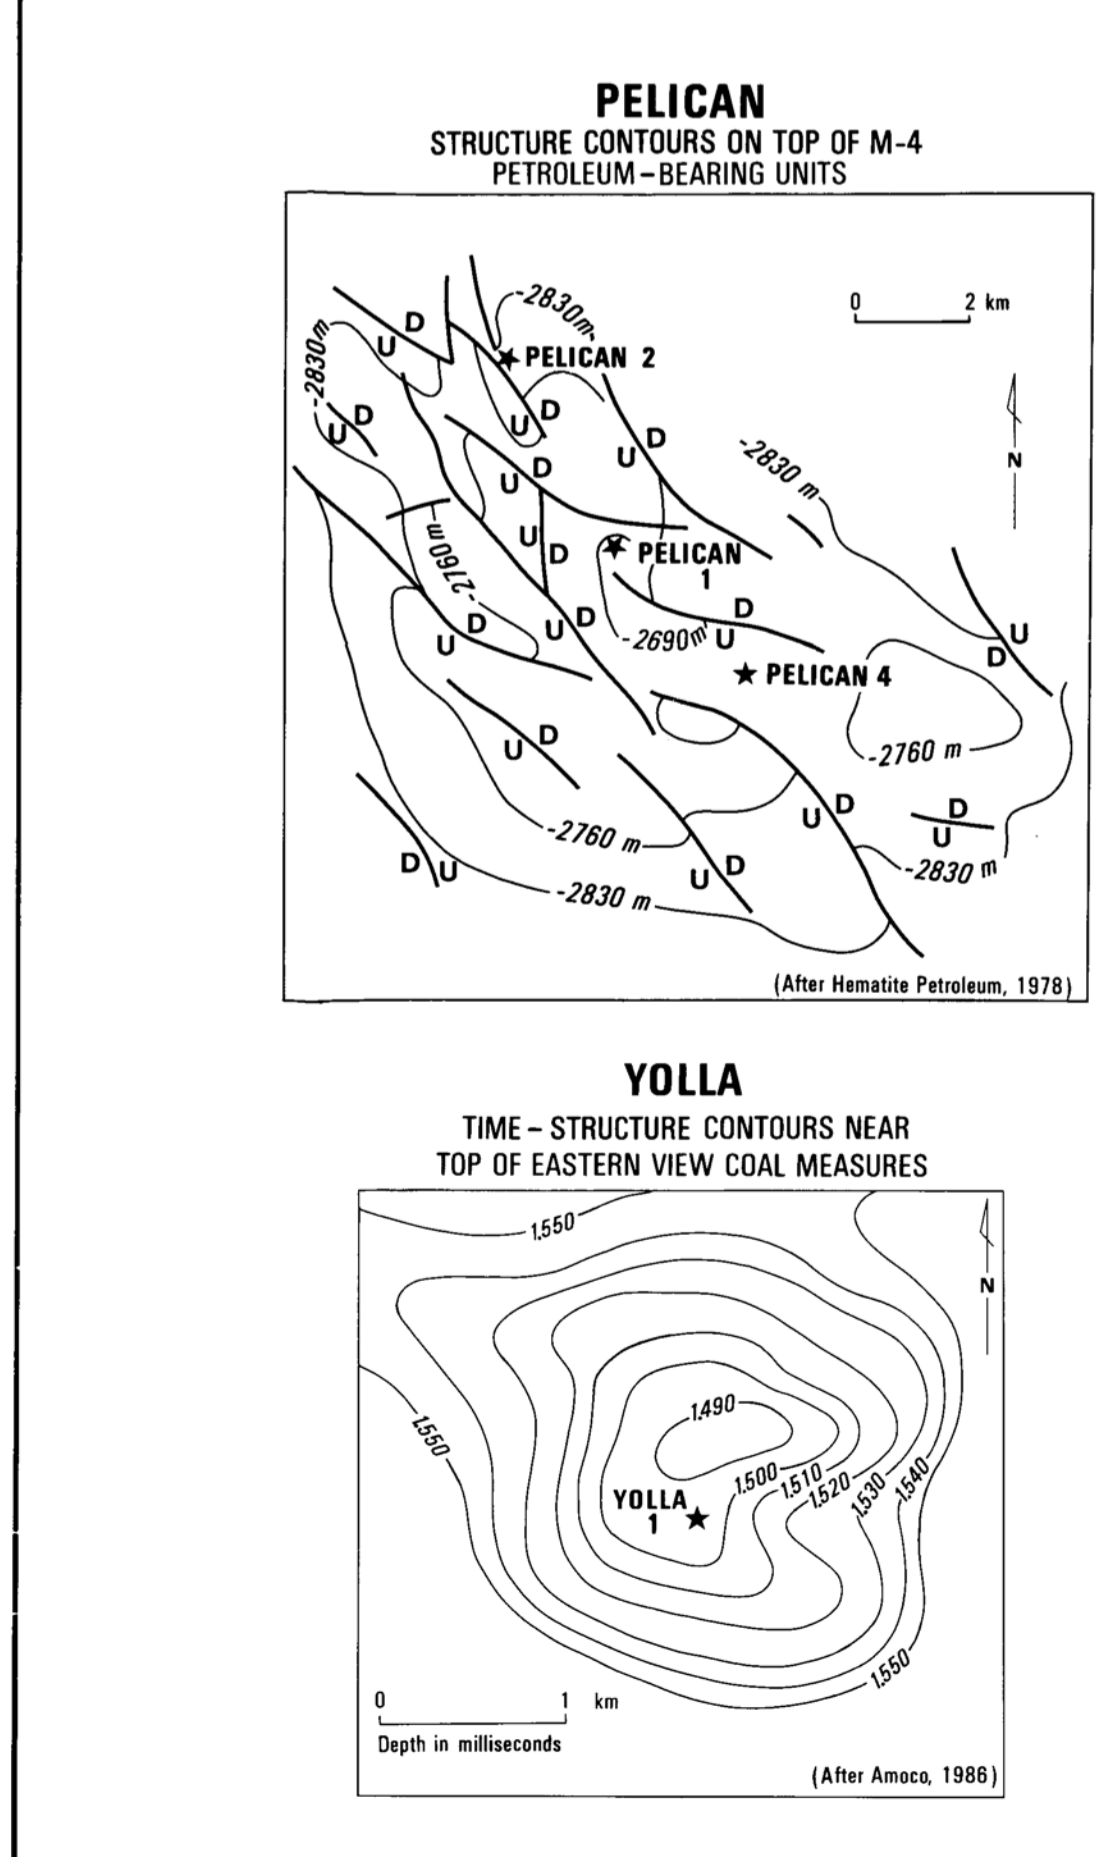 PELICAN
STRUCTURE CONTOURS ON TOP OF M-4
PETROLEUM-BEARING UNITS
-2830m
0 2 km
D
-2830m
U
PELICAN 2
D
U
D
U
D
U
-2830 m
D
U
N
U
D
-2760m
PELICAN
1
D
U
D
U
D
-2690m
U
U
D
PELICAN 4
D
U
-2760 m
D
U
D
U
-2760 m
D
U
D
U
-2830 m
-2830 m
(After Hematite Petroleum, 1978)
YOLLA
TIME - STRUCTURE CONTOURS NEAR
TOP OF EASTERN VIEW COAL MEASURES
1.550
N
1.490
1.550
1.500
1.510
1.520
1.530
1.540
YOLLA
1
1.550
0 1 km
Depth in milliseconds
(After Amoco, 1986)